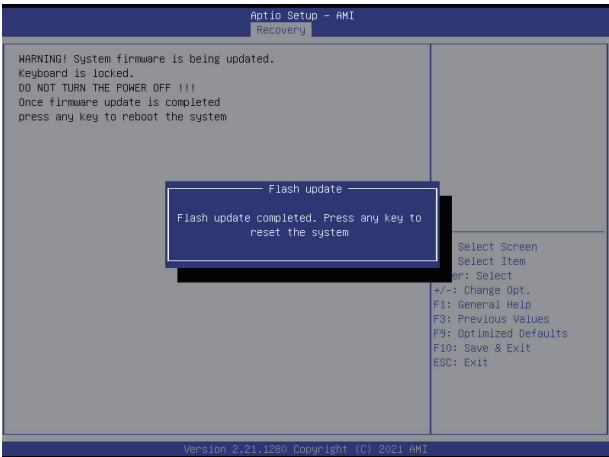 Aptio Setup - AMI
Recovery
WARNING! System firmware is being updated.
Keyboard is locked.
DO NOT TURN THE POWER OFF !!!
Once firmware update is completed
press any key to reboot the system
Flash update
Flash update completed. Press any key to
reset the system
Select Screen
Select Item
er: Select
+/-: Change Opt.
F1: General Help
F3: Previous Values
F9: Optimized Defaults
F10: Save & Exit
ESC: Exit
Version 2.21.1280 Copyright (C) 2021 AMI